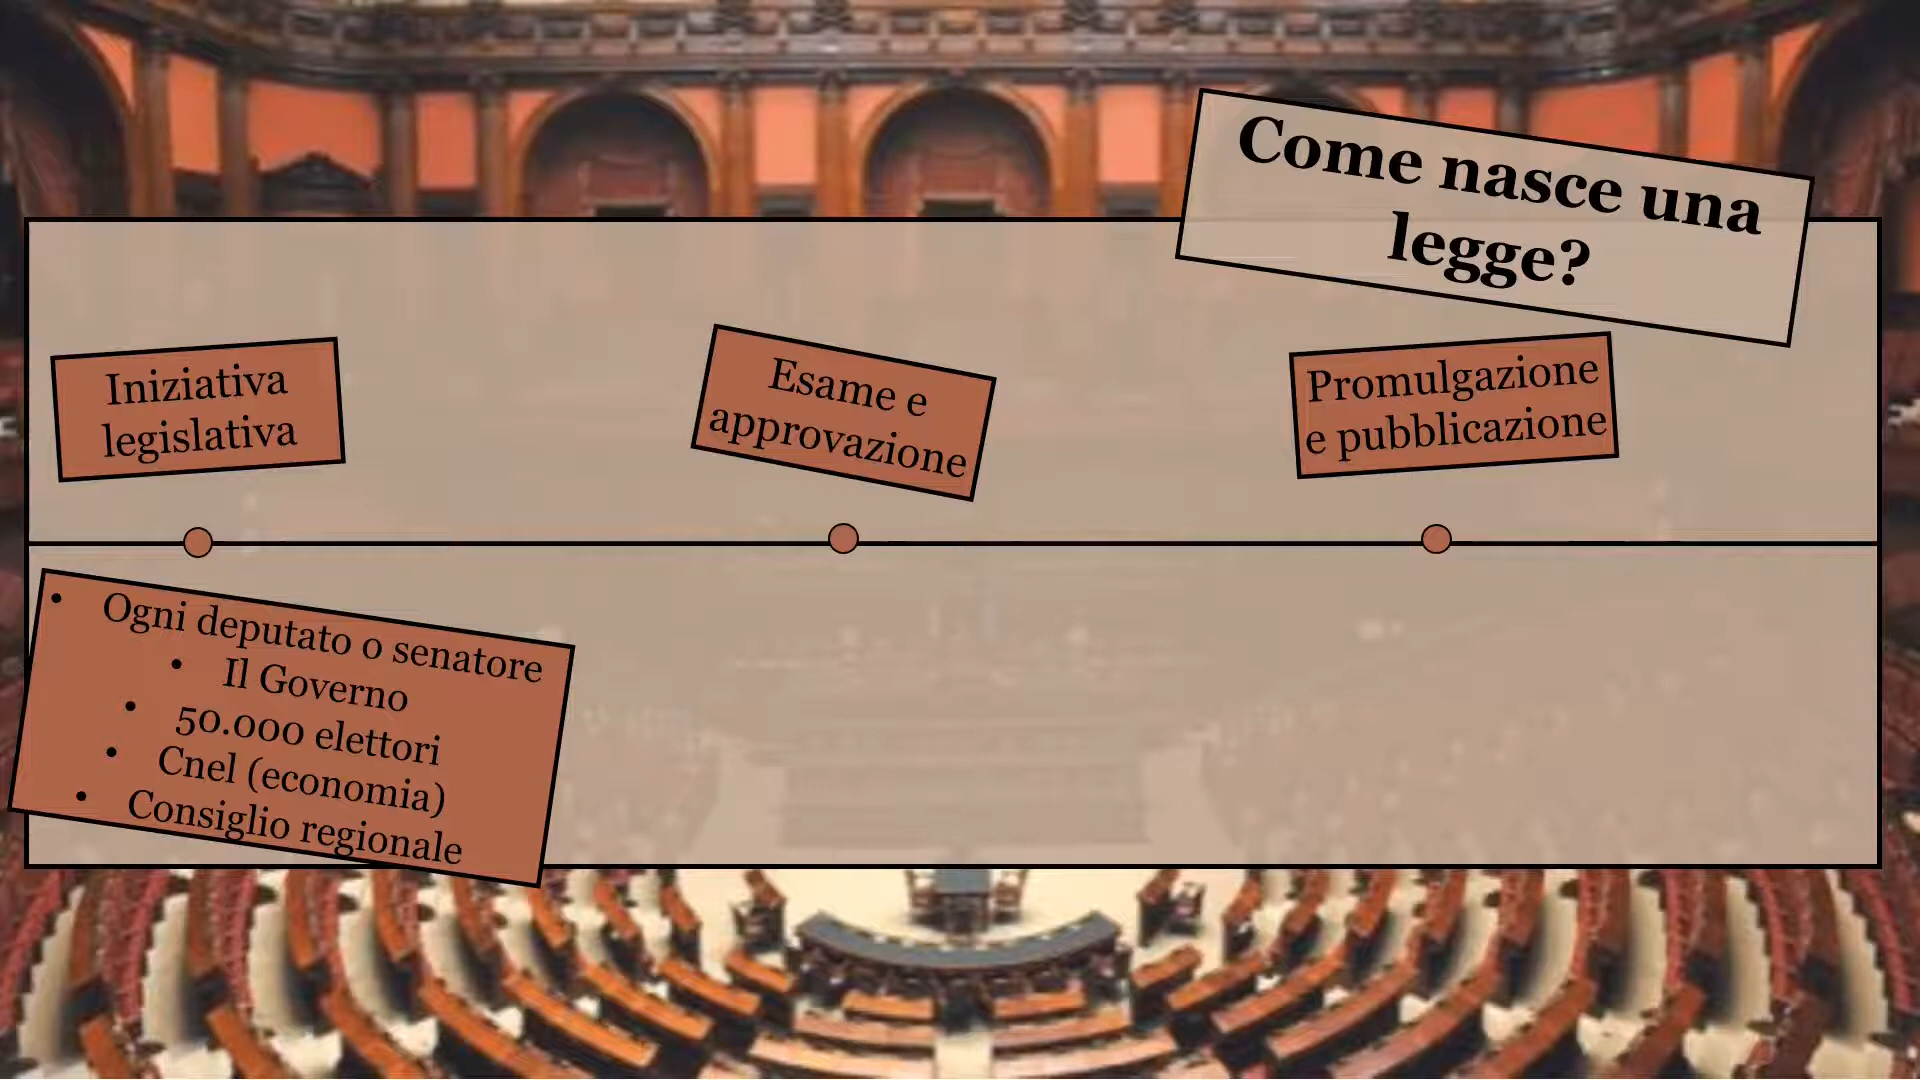 Come nasce una
legge?
Iniziativa
legislativa
Esame e
approvazione
Promulgazione
e pubblicazione
• Ogni deputato o senatore
• Il Governo
• 50.000 elettori
• Cnel (economia)
• Consiglio regionale